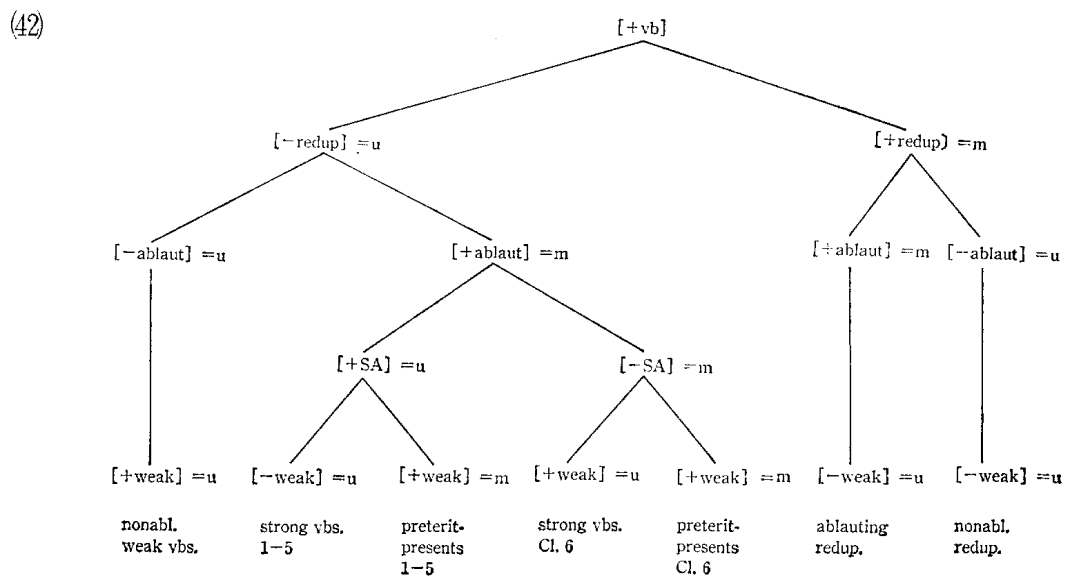 (42)
[+vb]
[−redup] =u [+redup) =m
[−ablaut] =u [+ablaut] =m [+ablaut] =m [−ablaut] =u
[+SA] =u [−SA] =m
[+weak] =u [−weak] =u [+weak] =m [+weak] =u [+weak] =m [−weak] =u [−weak] =u
nonabl. strong vbs. preterit- strong vbs. preterit- ablauting nonabl.
weak vbs. 1−5 presents Cl. 6 presents redup. redup.
1−5 Cl. 6